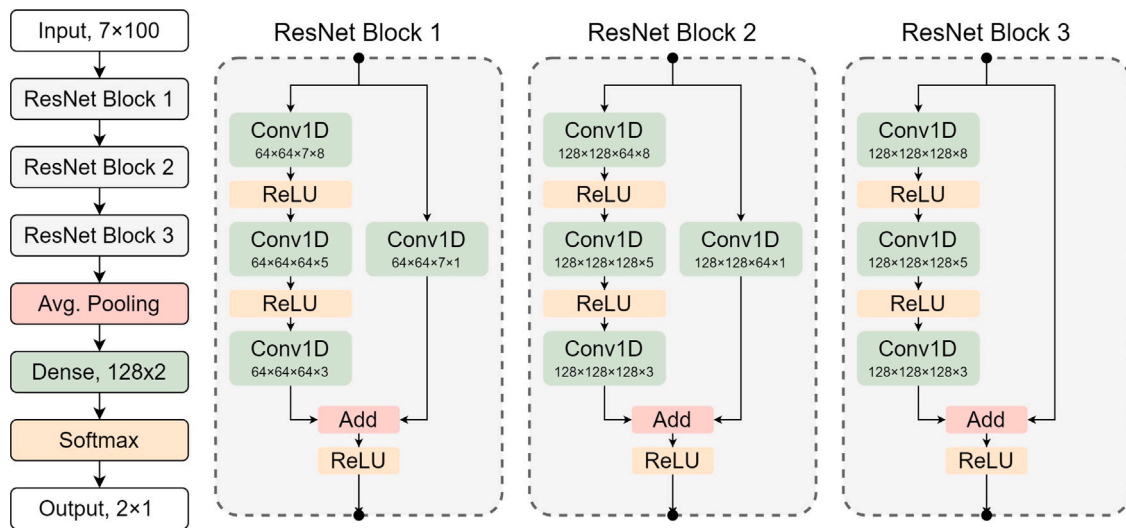 Input, 7×100
ResNet Block 1
ResNet Block 2
ResNet Block 3
Avg. Pooling
Dense, 128x2
Softmax
Output, 2×1
ResNet Block 1
Conv1D
64×64×7×8
ReLU
Conv1D
64×64×64×5
Conv1D
64×64×7×1
ReLU
Conv1D
64×64×64×3
Add
ReLU
ResNet Block 2
Conv1D
128×128×64×8
ReLU
Conv1D
128×128×128×5
Conv1D
128×128×64×1
ReLU
Conv1D
128×128×128×3
Add
ReLU
ResNet Block 3
Conv1D
128×128×128×8
ReLU
Conv1D
128×128×128×5
ReLU
Conv1D
128×128×128×3
Add
ReLU